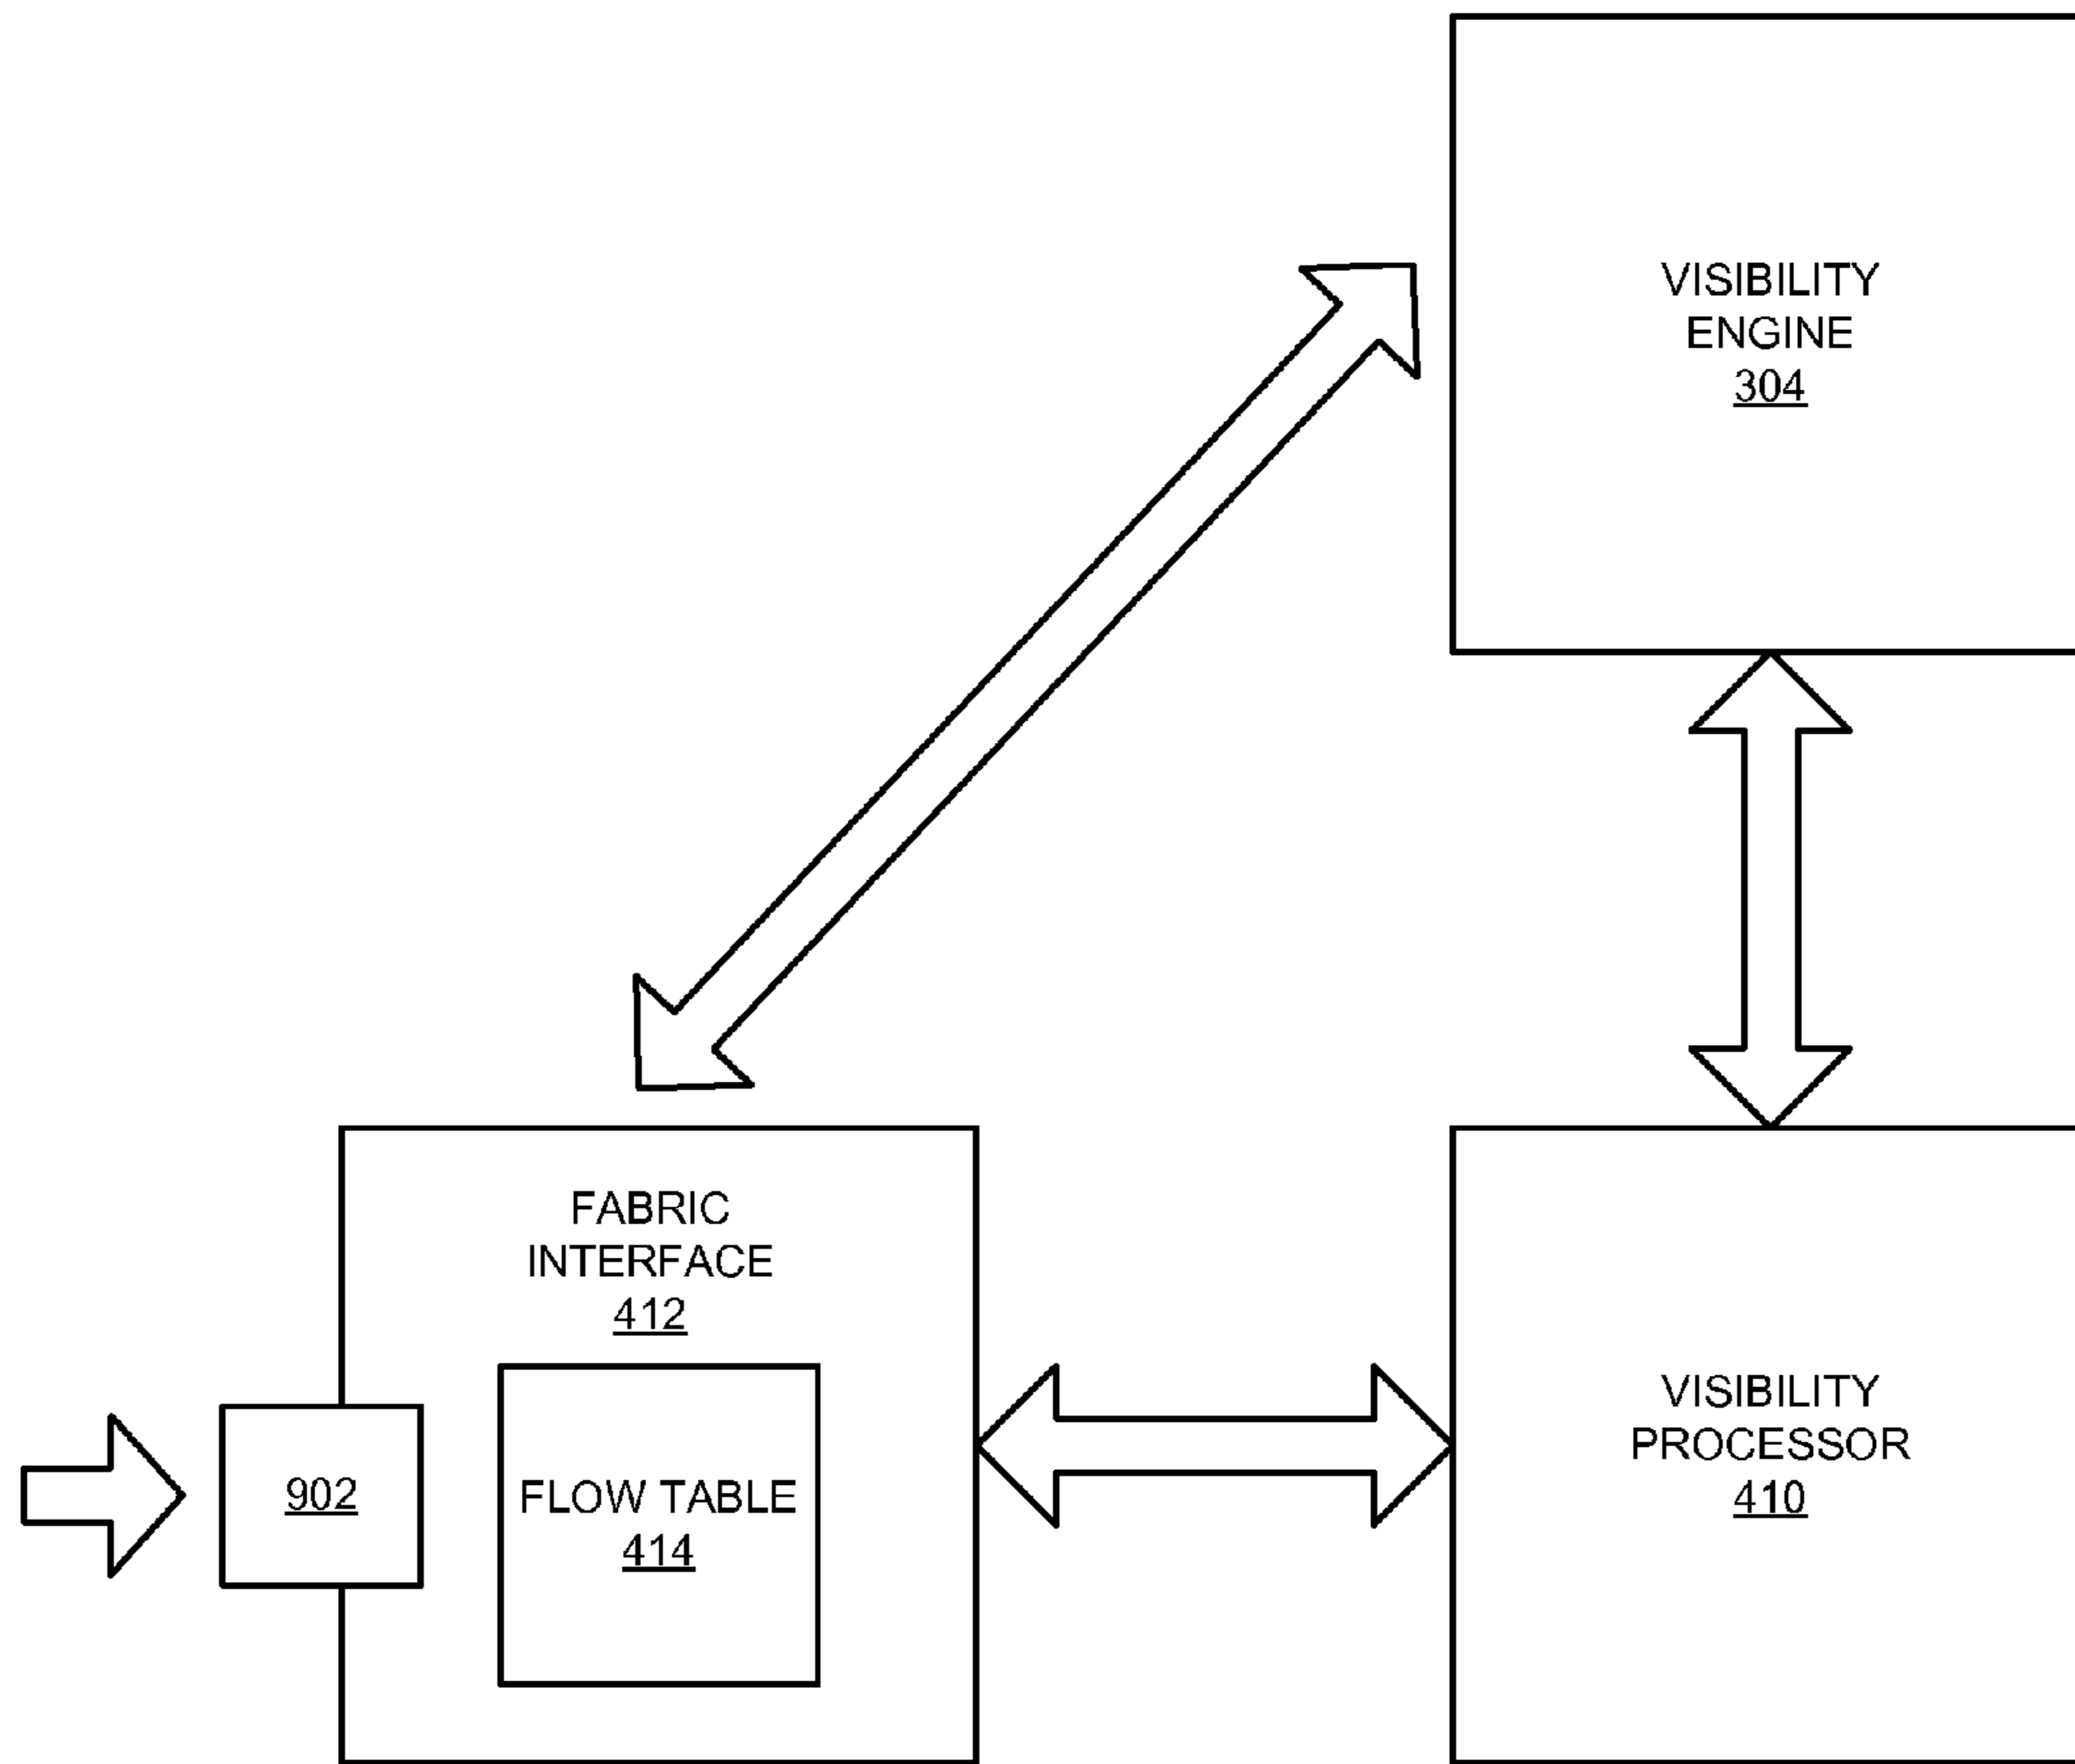 VISIBILITY
ENGINE
304
FABRIC
INTERFACE
412
902
FLOW TABLE
414
VISIBILITY
PROCESSOR
410